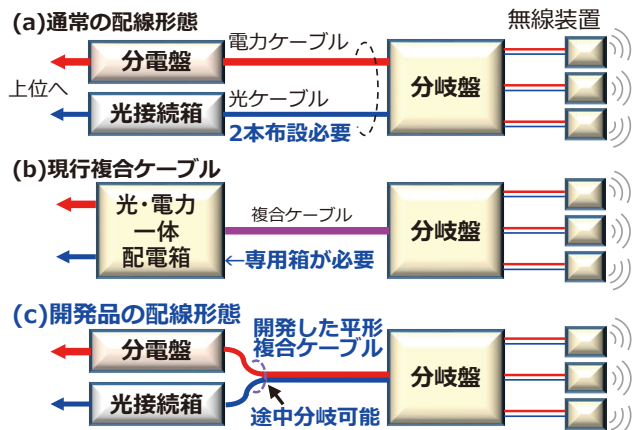 (a)通常の配線形態
無線装置
電力ケーブル
分電盤
分岐盤
上位へ
光ケーブル
光接続箱
2本布設必要
(b)現行複合ケーブル
光・電力
一体
配電箱
複合ケーブル
分岐盤
←専用箱が必要
(c)開発品の配線形態
開発した平形
複合ケーブル
分電盤
分岐盤
光接続箱
途中分岐可能